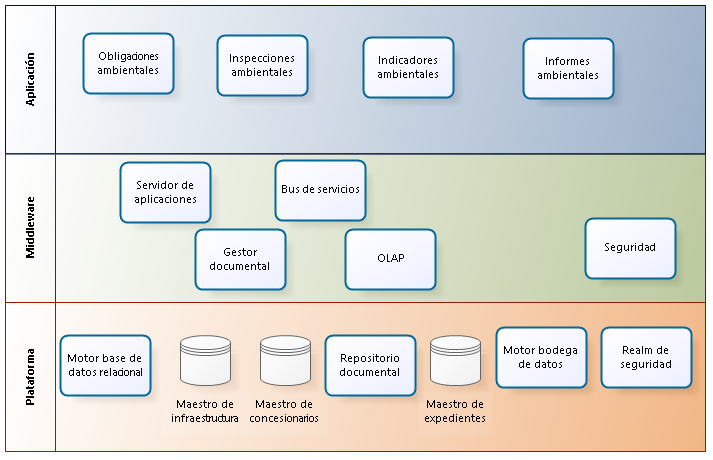 Aplicación
Obligaciones
ambientales
Inspecciones
ambientales
Indicadores
ambientales
Informes
ambientales
Middleware
Servidor de
aplicaciones
Bus de servicios
Gestor
documental
OLAP
Seguridad
Plataforma
Motor base de
datos relacional
Maestro de
infraestructura
Maestro de
concesionarios
Repositorio
documental
Maestro de
expedientes
Motor bodega
de datos
Realm de
seguridad